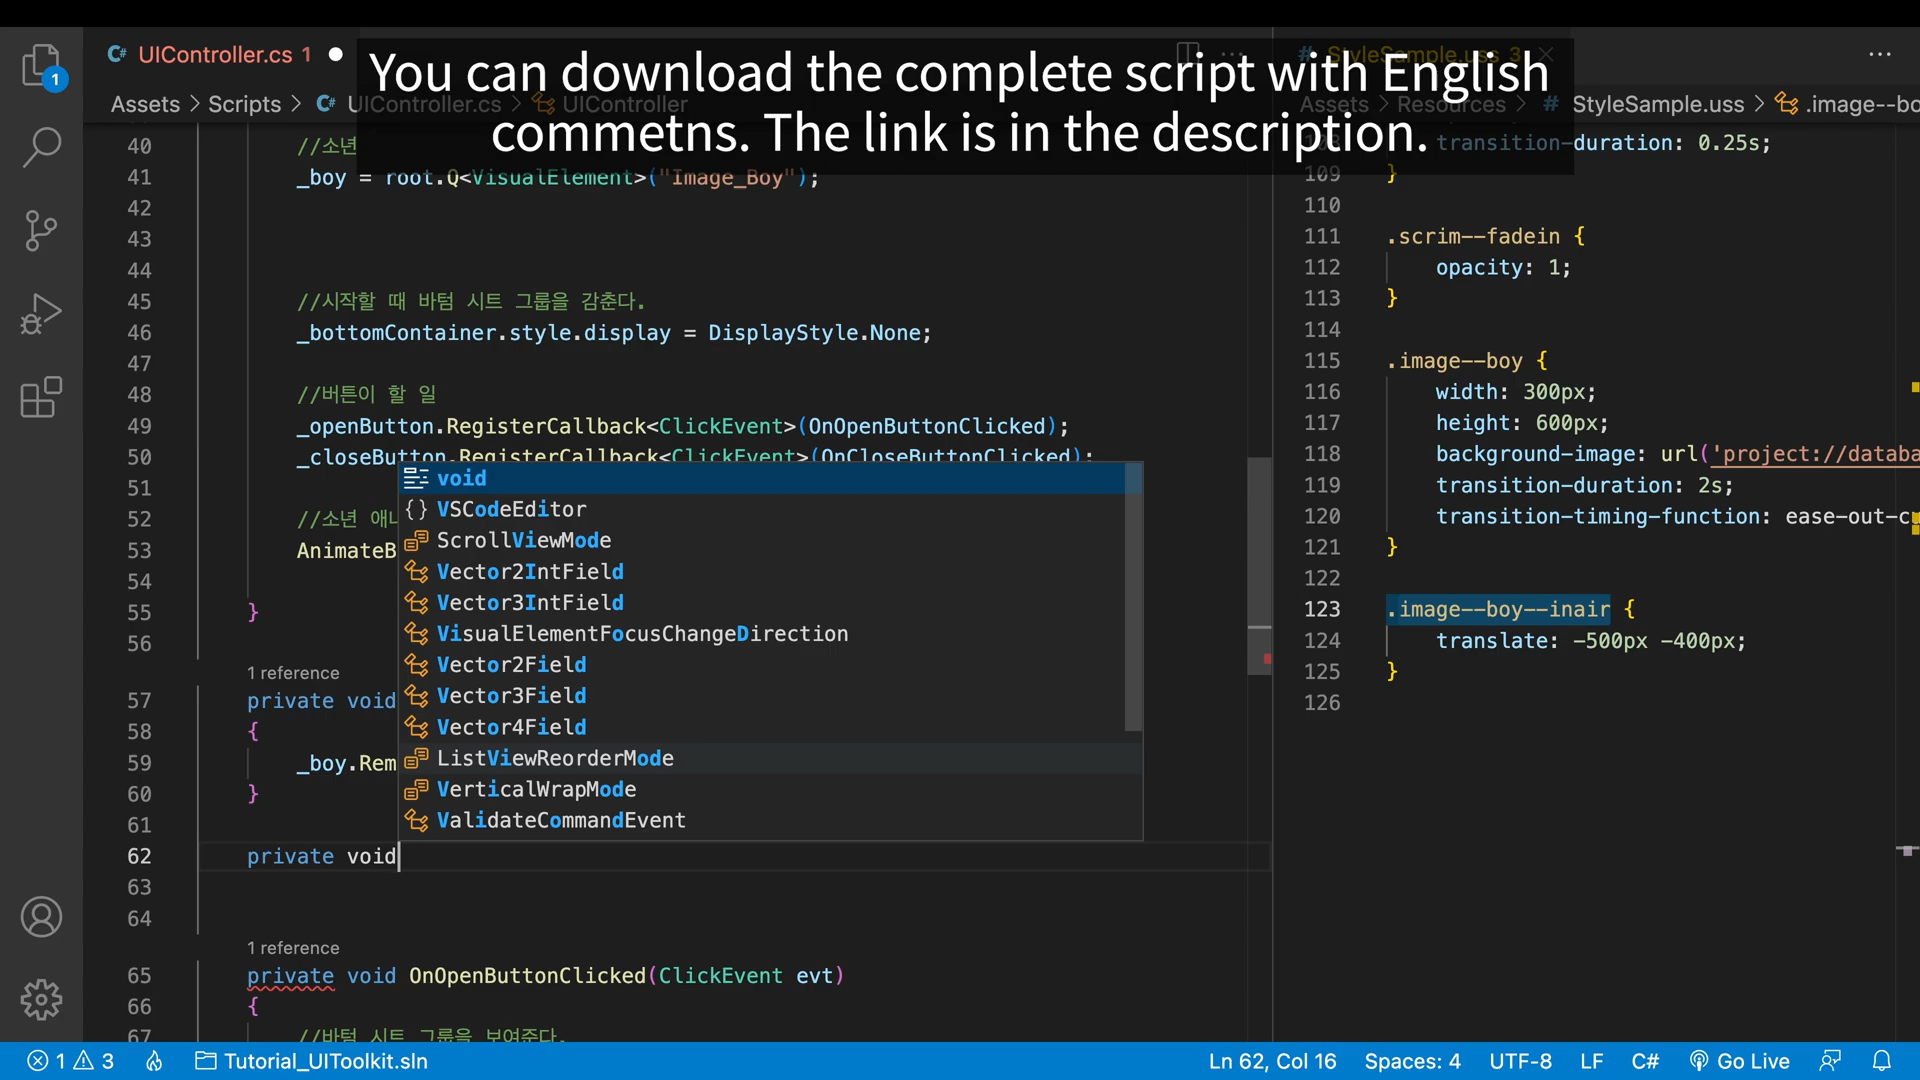 UIController.cs 1
StyleSample.uss 3
You can download the complete script with English
commetns. The link is in the description.
Assets > Scripts > UIController.cs > UIController
Assets > Resources > # StyleSample.uss > .image--bo
40 //소년
41 _boy = root.Q<VisualElement>("Image_Boy");
42
43
44
45 //시작할 때 바텀 시트 그룹을 감춘다.
46 _bottomContainer.style.display = DisplayStyle.None;
47
48 //버튼이 할 일
49 _openButton.RegisterCallback<ClickEvent>(OnOpenButtonClicked);
50 _closeButton.RegisterCallback<ClickEvent>(OnCloseButtonClicked);
51
52 //소년 애니
53 AnimateB
54
55 }
56
1 reference
57 private void
58 {
59 _boy.Rem
60 }
61
62 private void
63
64
1 reference
65 private void OnOpenButtonClicked(ClickEvent evt)
66 {
67 //바텀 시트 그룹을 보여준다.
void
VSCodeEditor
ScrollViewMode
Vector2IntField
Vector3IntField
VisualElementFocusChangeDirection
Vector2Field
Vector3Field
Vector4Field
ListViewReorderMode
VerticalWrapMode
ValidateCommandEvent
108 transition-duration: 0.25s;
109 }
110
111 .scrim--fadein {
112 opacity: 1;
113 }
114
115 .image--boy {
116 width: 300px;
117 height: 600px;
118 background-image: url('project://databa
119 transition-duration: 2s;
120 transition-timing-function: ease-out-cu
121 }
122
123 .image--boy--inair {
124 translate: -500px -400px;
125 }
126
1
1 3 Tutorial_UIToolkit.sln Ln 62, Col 16 Spaces: 4 UTF-8 LF C# Go Live